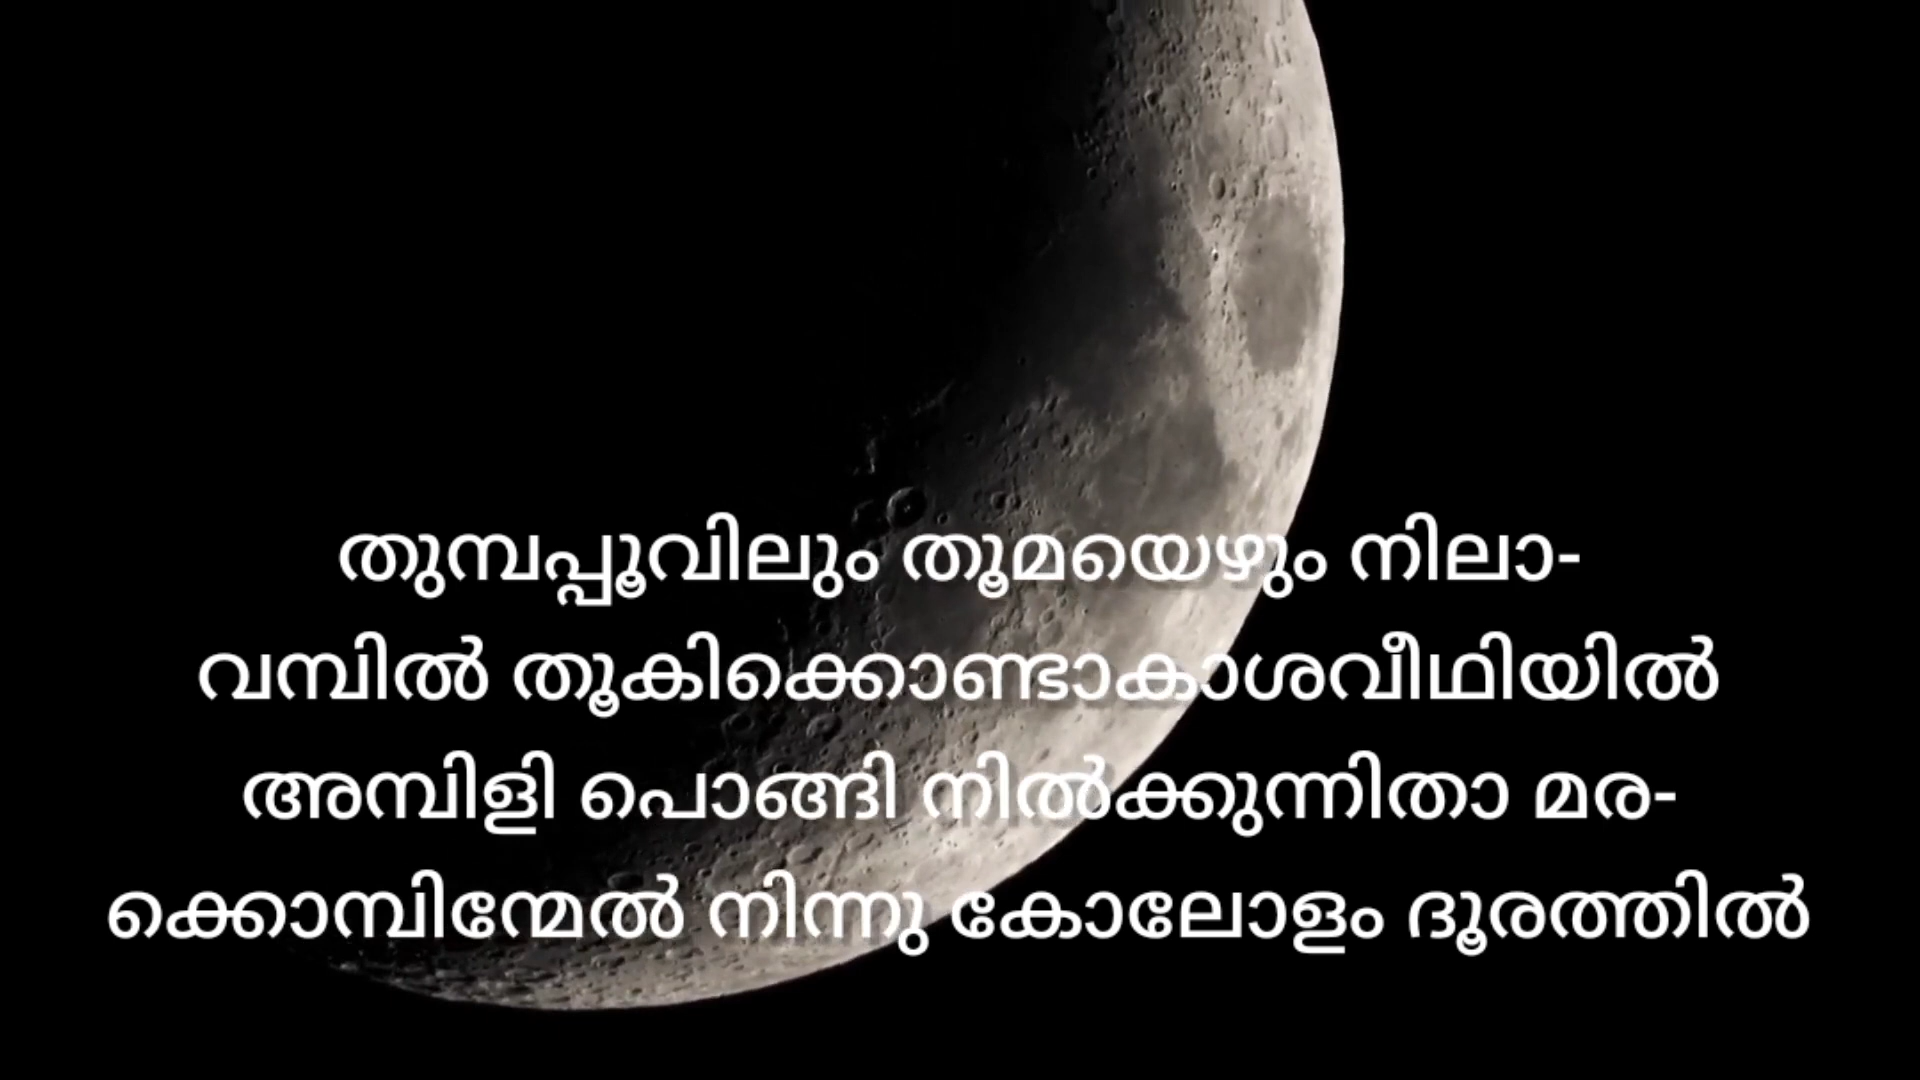 തുമ്പപ്പൂവിലും തൂമയെഴും നിലാ-
വമ്പിൽ തൂകിക്കൊണ്ടാകാശവീഥിയിൽ
അമ്പിളി പൊങ്ങി നിൽക്കുന്നിതാ മര-
ക്കൊമ്പിന്മേൽ നിന്നു കോലോളം ദൂരത്തിൽ